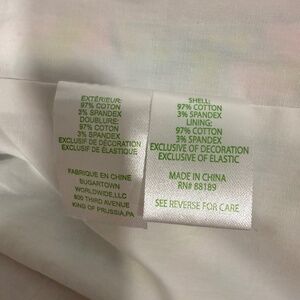 EXTÉRIEUR:
97% COTON
3% SPANDEX
DOUBLURE:
97% COTON
3% SPANDEX
EXCLUSIF DE DÉCORATION
EXCLUSIF DE ÉLASTIQUE
FABRIQUE EN CHINE
SUGARTOWN
WORLDWIDE,LLC
800 THIRD AVENUE
KING OF PRUSSIA,PA
SHELL:
97% COTTON
3% SPANDEX
LINING:
97% COTTON
3% SPANDEX
EXCLUSIVE OF DECORATION
EXCLUSIVE OF ELASTIC
MADE IN CHINA
RN# 88189
SEE REVERSE FOR CARE